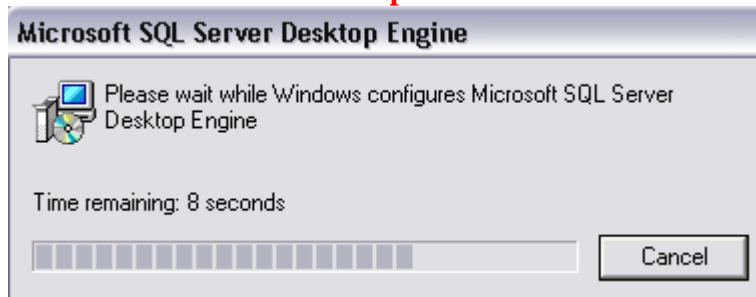 Microsoft SQL Server Desktop Engine
Please wait while Windows configures Microsoft SQL Server
Desktop Engine
Time remaining: 8 seconds
Cancel